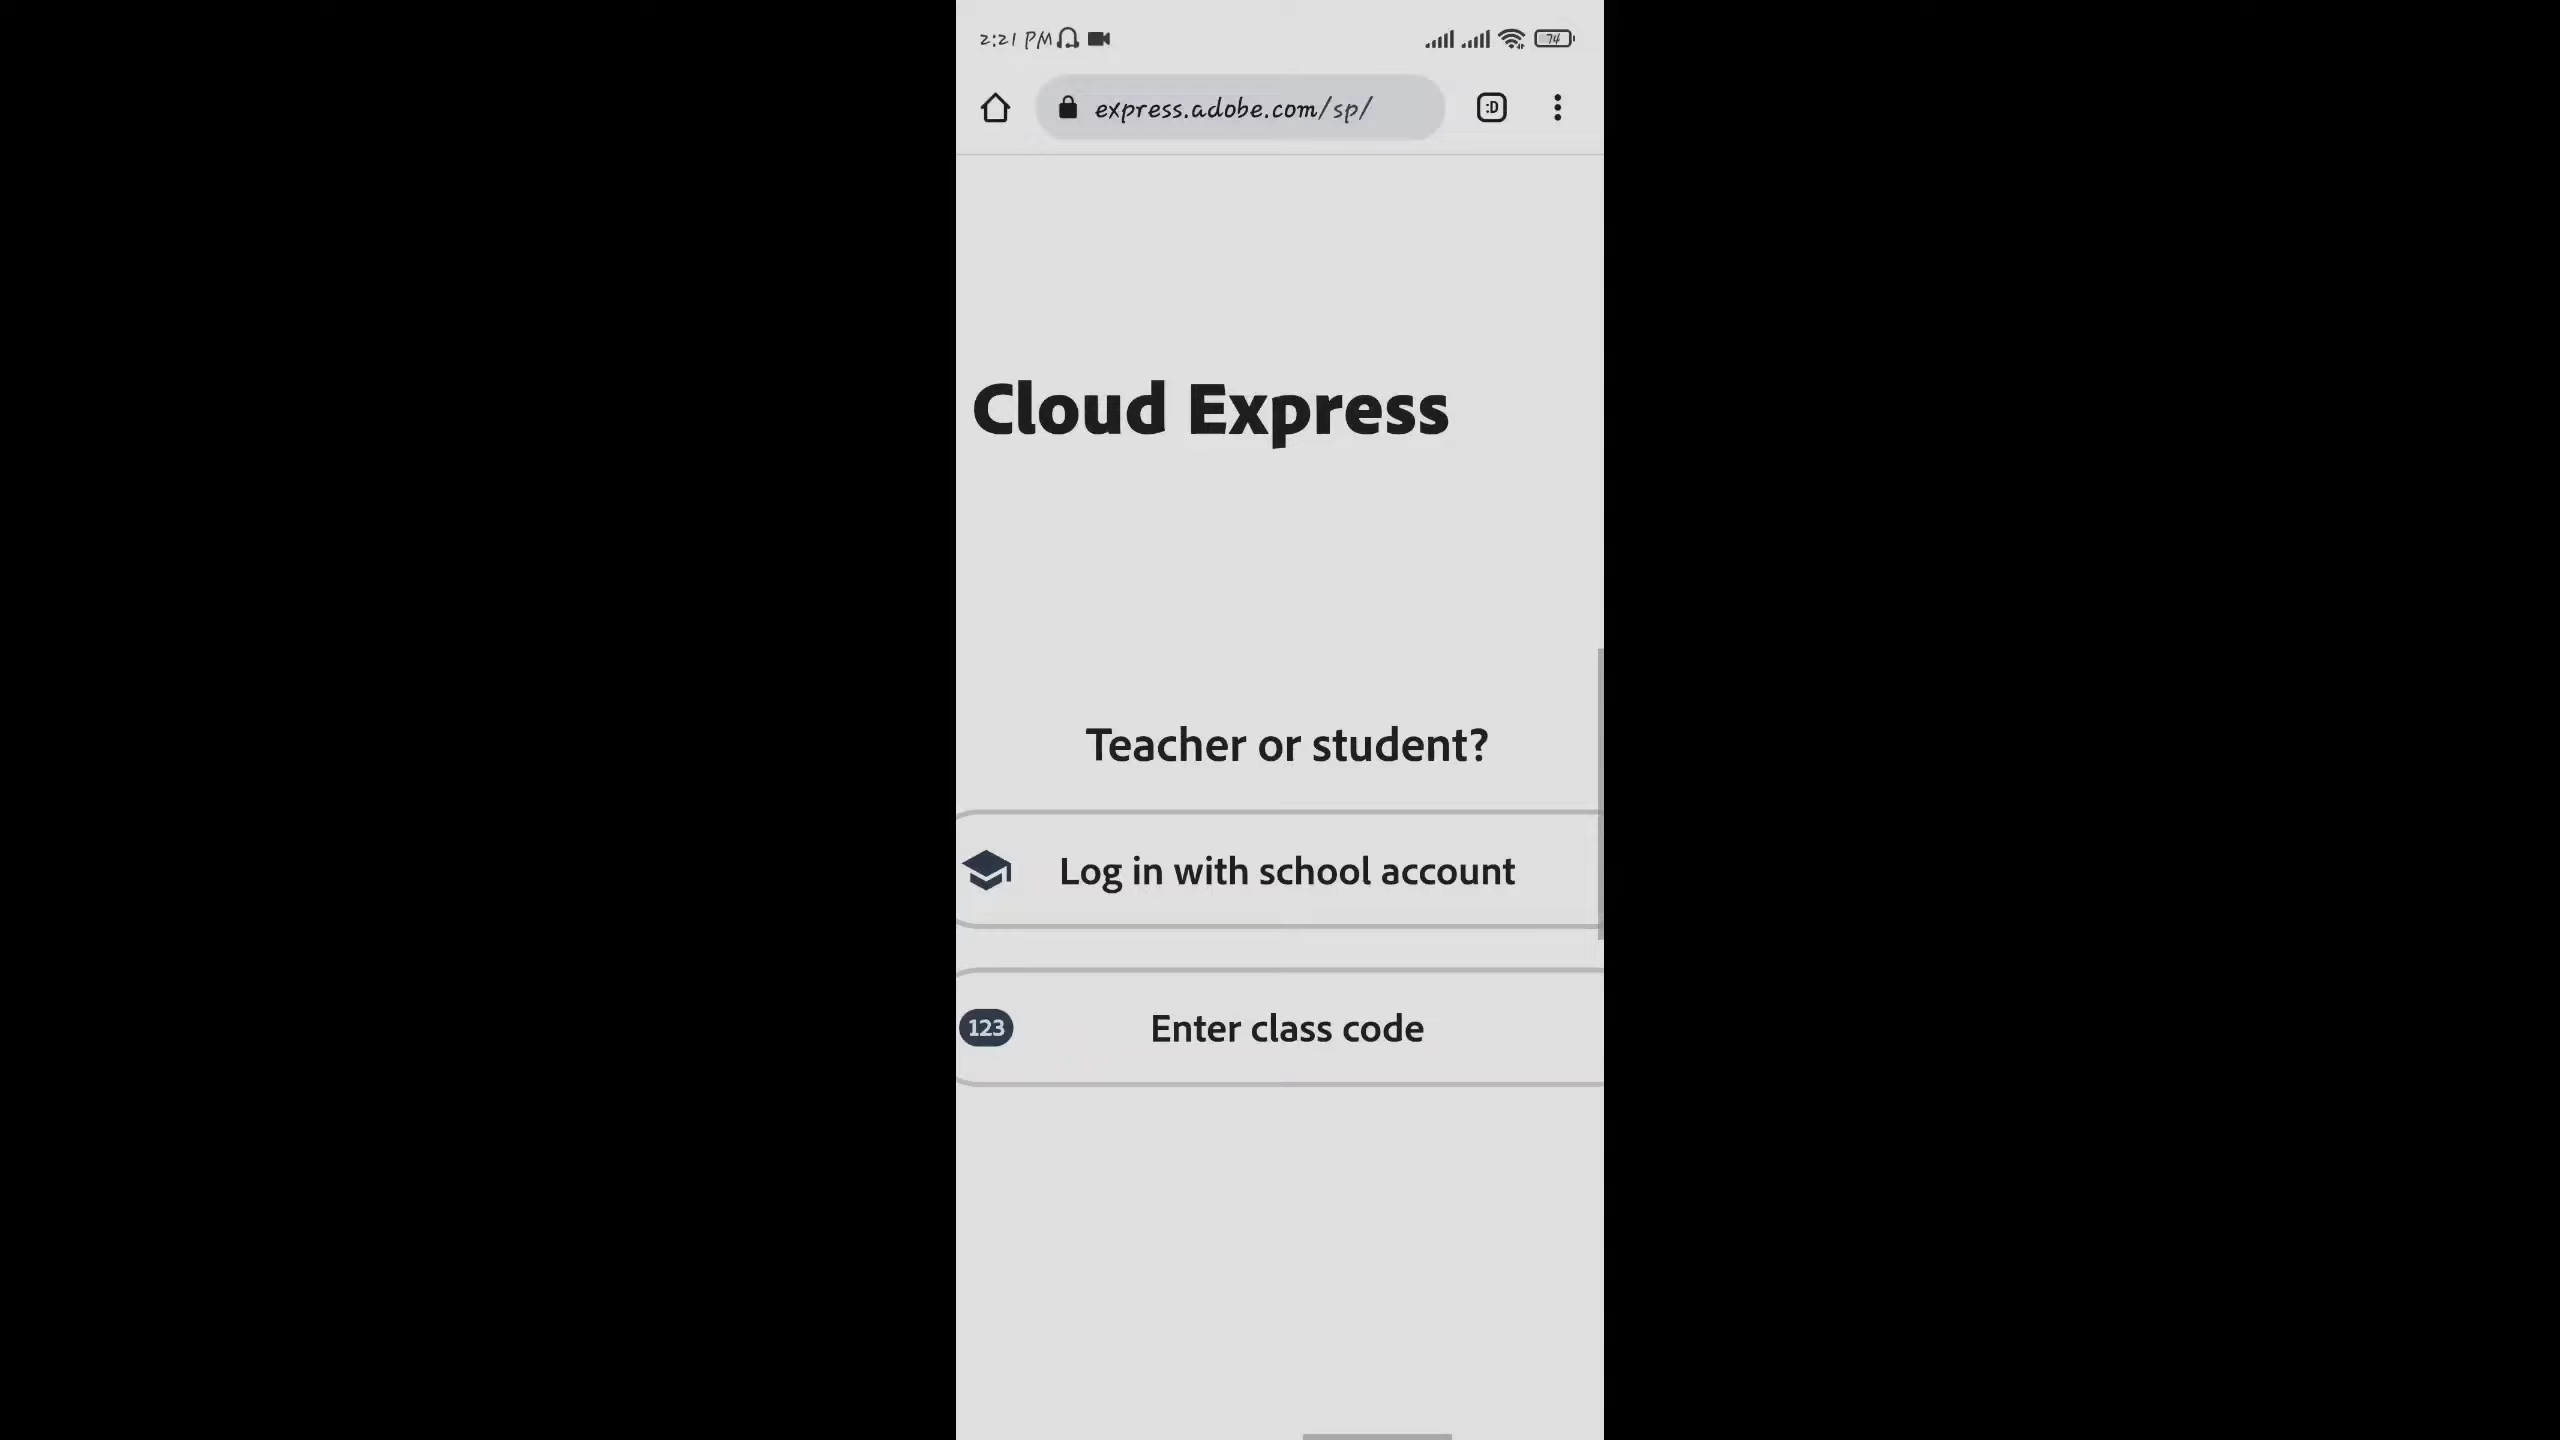 2:21 PM 74
express.adobe.com/sp/ :D
Cloud Express
Teacher or student?
Log in with school account
123 Enter class code